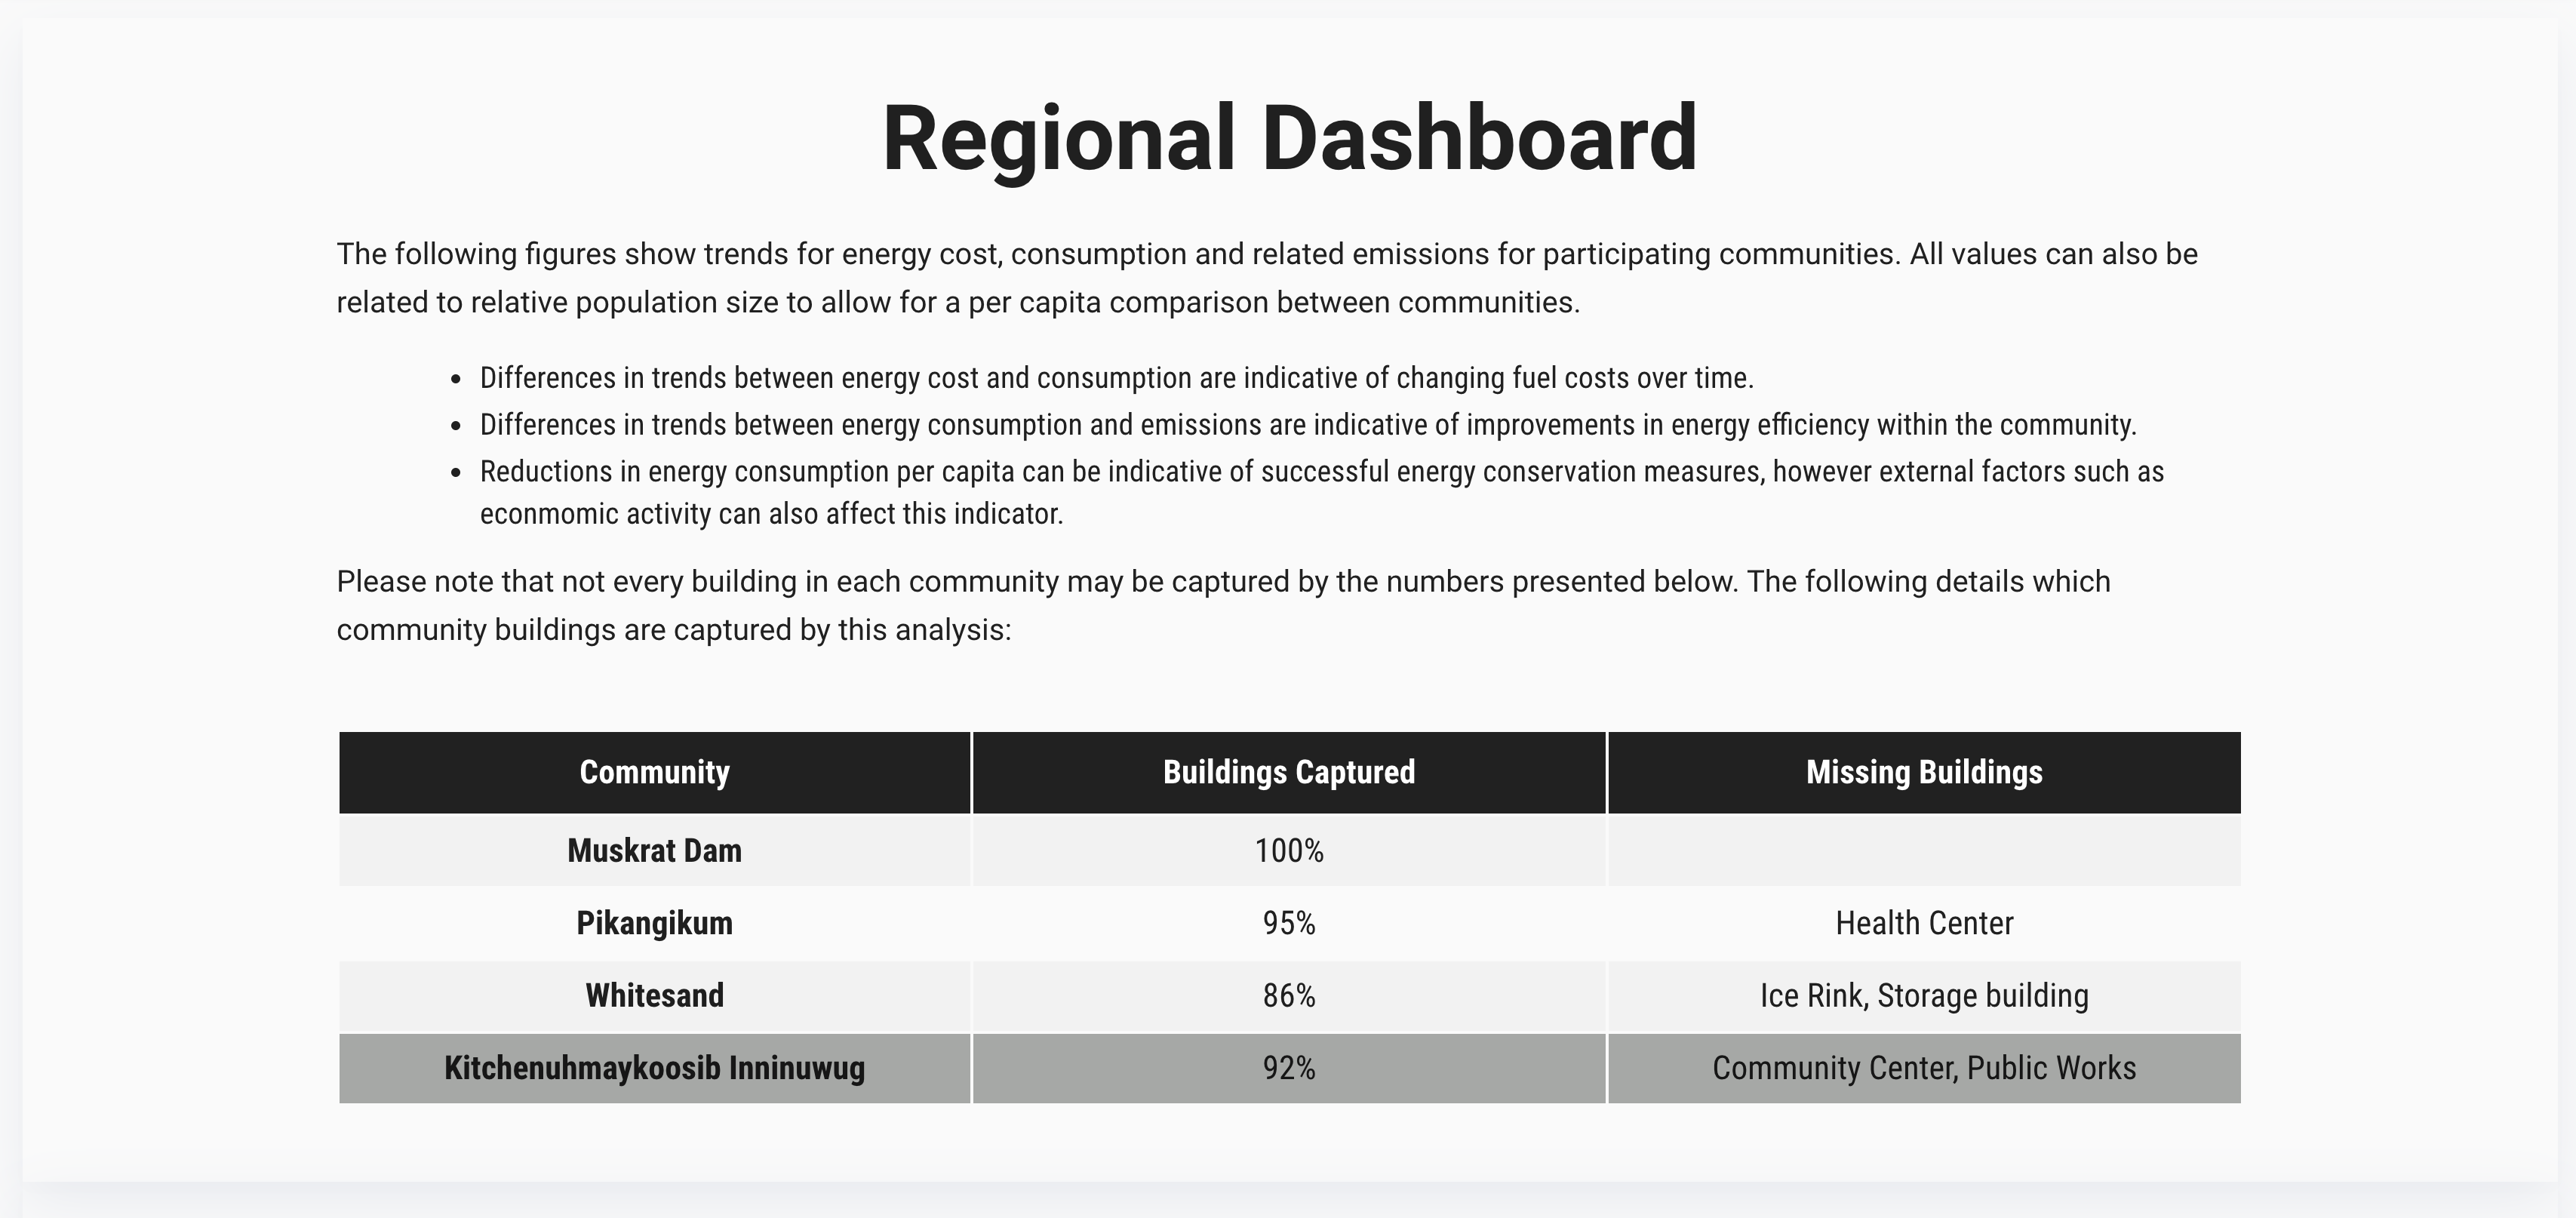 Regional Dashboard
The following figures show trends for energy cost, consumption and related emissions for participating communities. All values can also be
related to relative population size to allow for a per capita comparison between communities.
• Differences in trends between energy cost and consumption are indicative of changing fuel costs over time.
• Differences in trends between energy consumption and emissions are indicative of improvements in energy efficiency within the community.
• Reductions in energy consumption per capita can be indicative of successful energy conservation measures, however external factors such as
econmomic activity can also affect this indicator.
Please note that not every building in each community may be captured by the numbers presented below. The following details which
community buildings are captured by this analysis:
Community Buildings Captured Missing Buildings
Muskrat Dam 100%
Pikangikum 95% Health Center
Whitesand 86% Ice Rink, Storage building
Kitchenuhmaykoosib Inninuwug 92% Community Center, Public Works